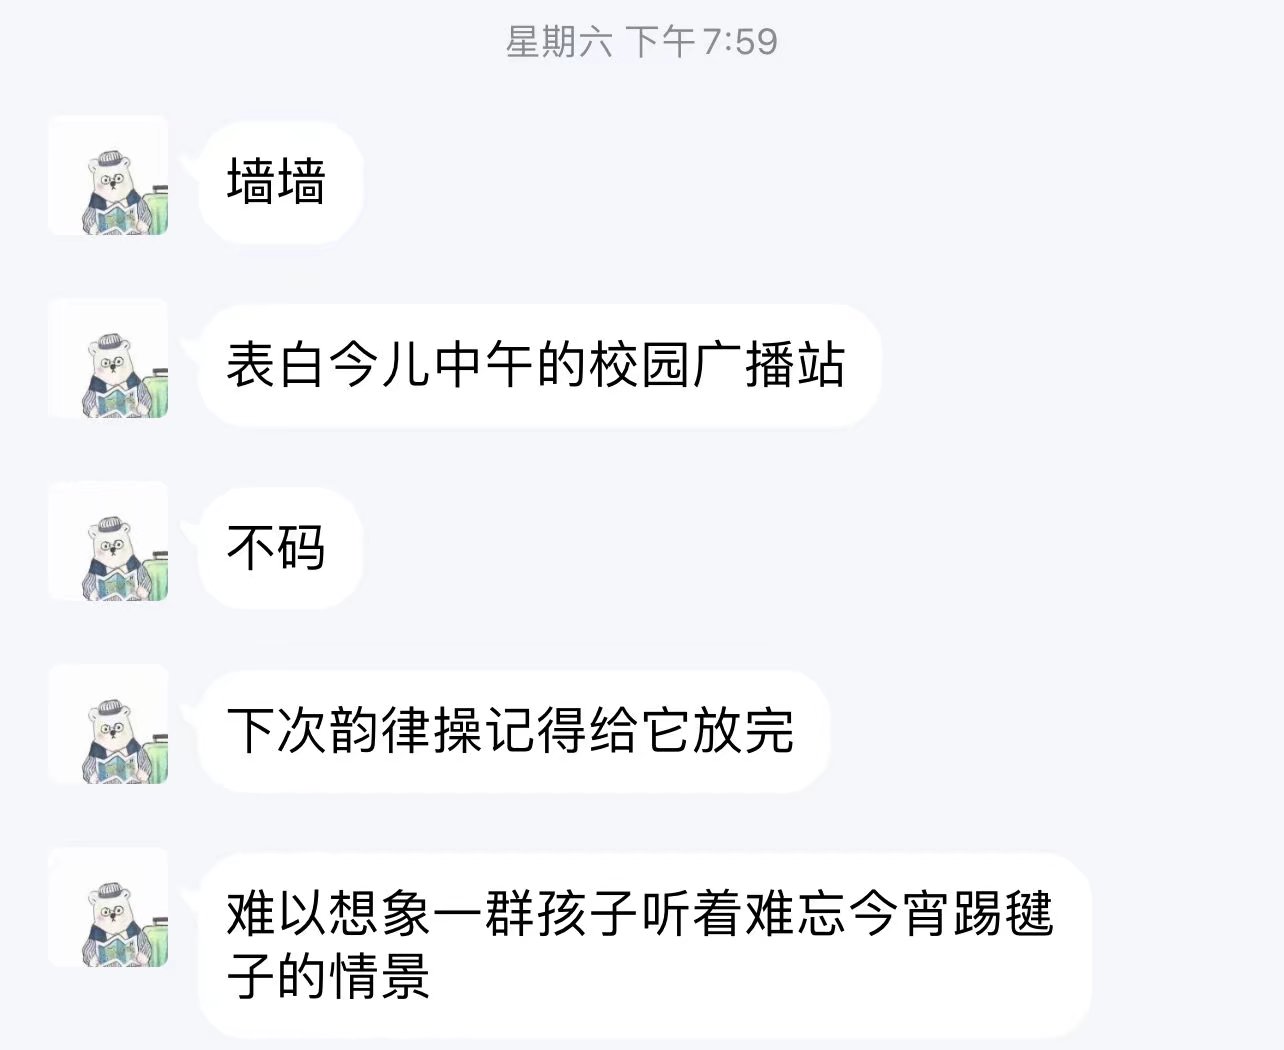 星期六 下午7:59
墙墙
表白今儿中午的校园广播站
不码
下次韵律操记得给它放完
难以想象一群孩子听着难忘今宵踢毽
子的情景